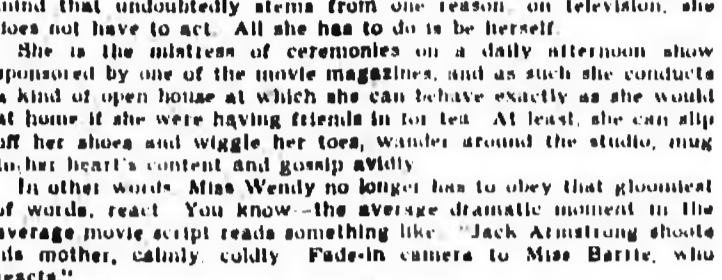 mind that undoubtedly stems from one reason on television, she
does not have to act. All she has to do is be herself.
She is the mistress of ceremonies on a daily afternoon show
sponsored by one of the movie magazines, and as such she conducts
a kind of open house at which she can behave exactly as she would
at home if she were having friends in for tea At least, she can slip
off her shoes and wiggle her toes, wander around the studio, mug
to her heart's content and gossip avidly
In other words. Miss Wendy no longer has to obey that gloomiest
of words, react You know--the average dramatic moment in the
average movie script reads something like "Jack Armstrong shoots
his mother, calmly. coldly Fade-in camera to Miss Barrie, who
reacts."